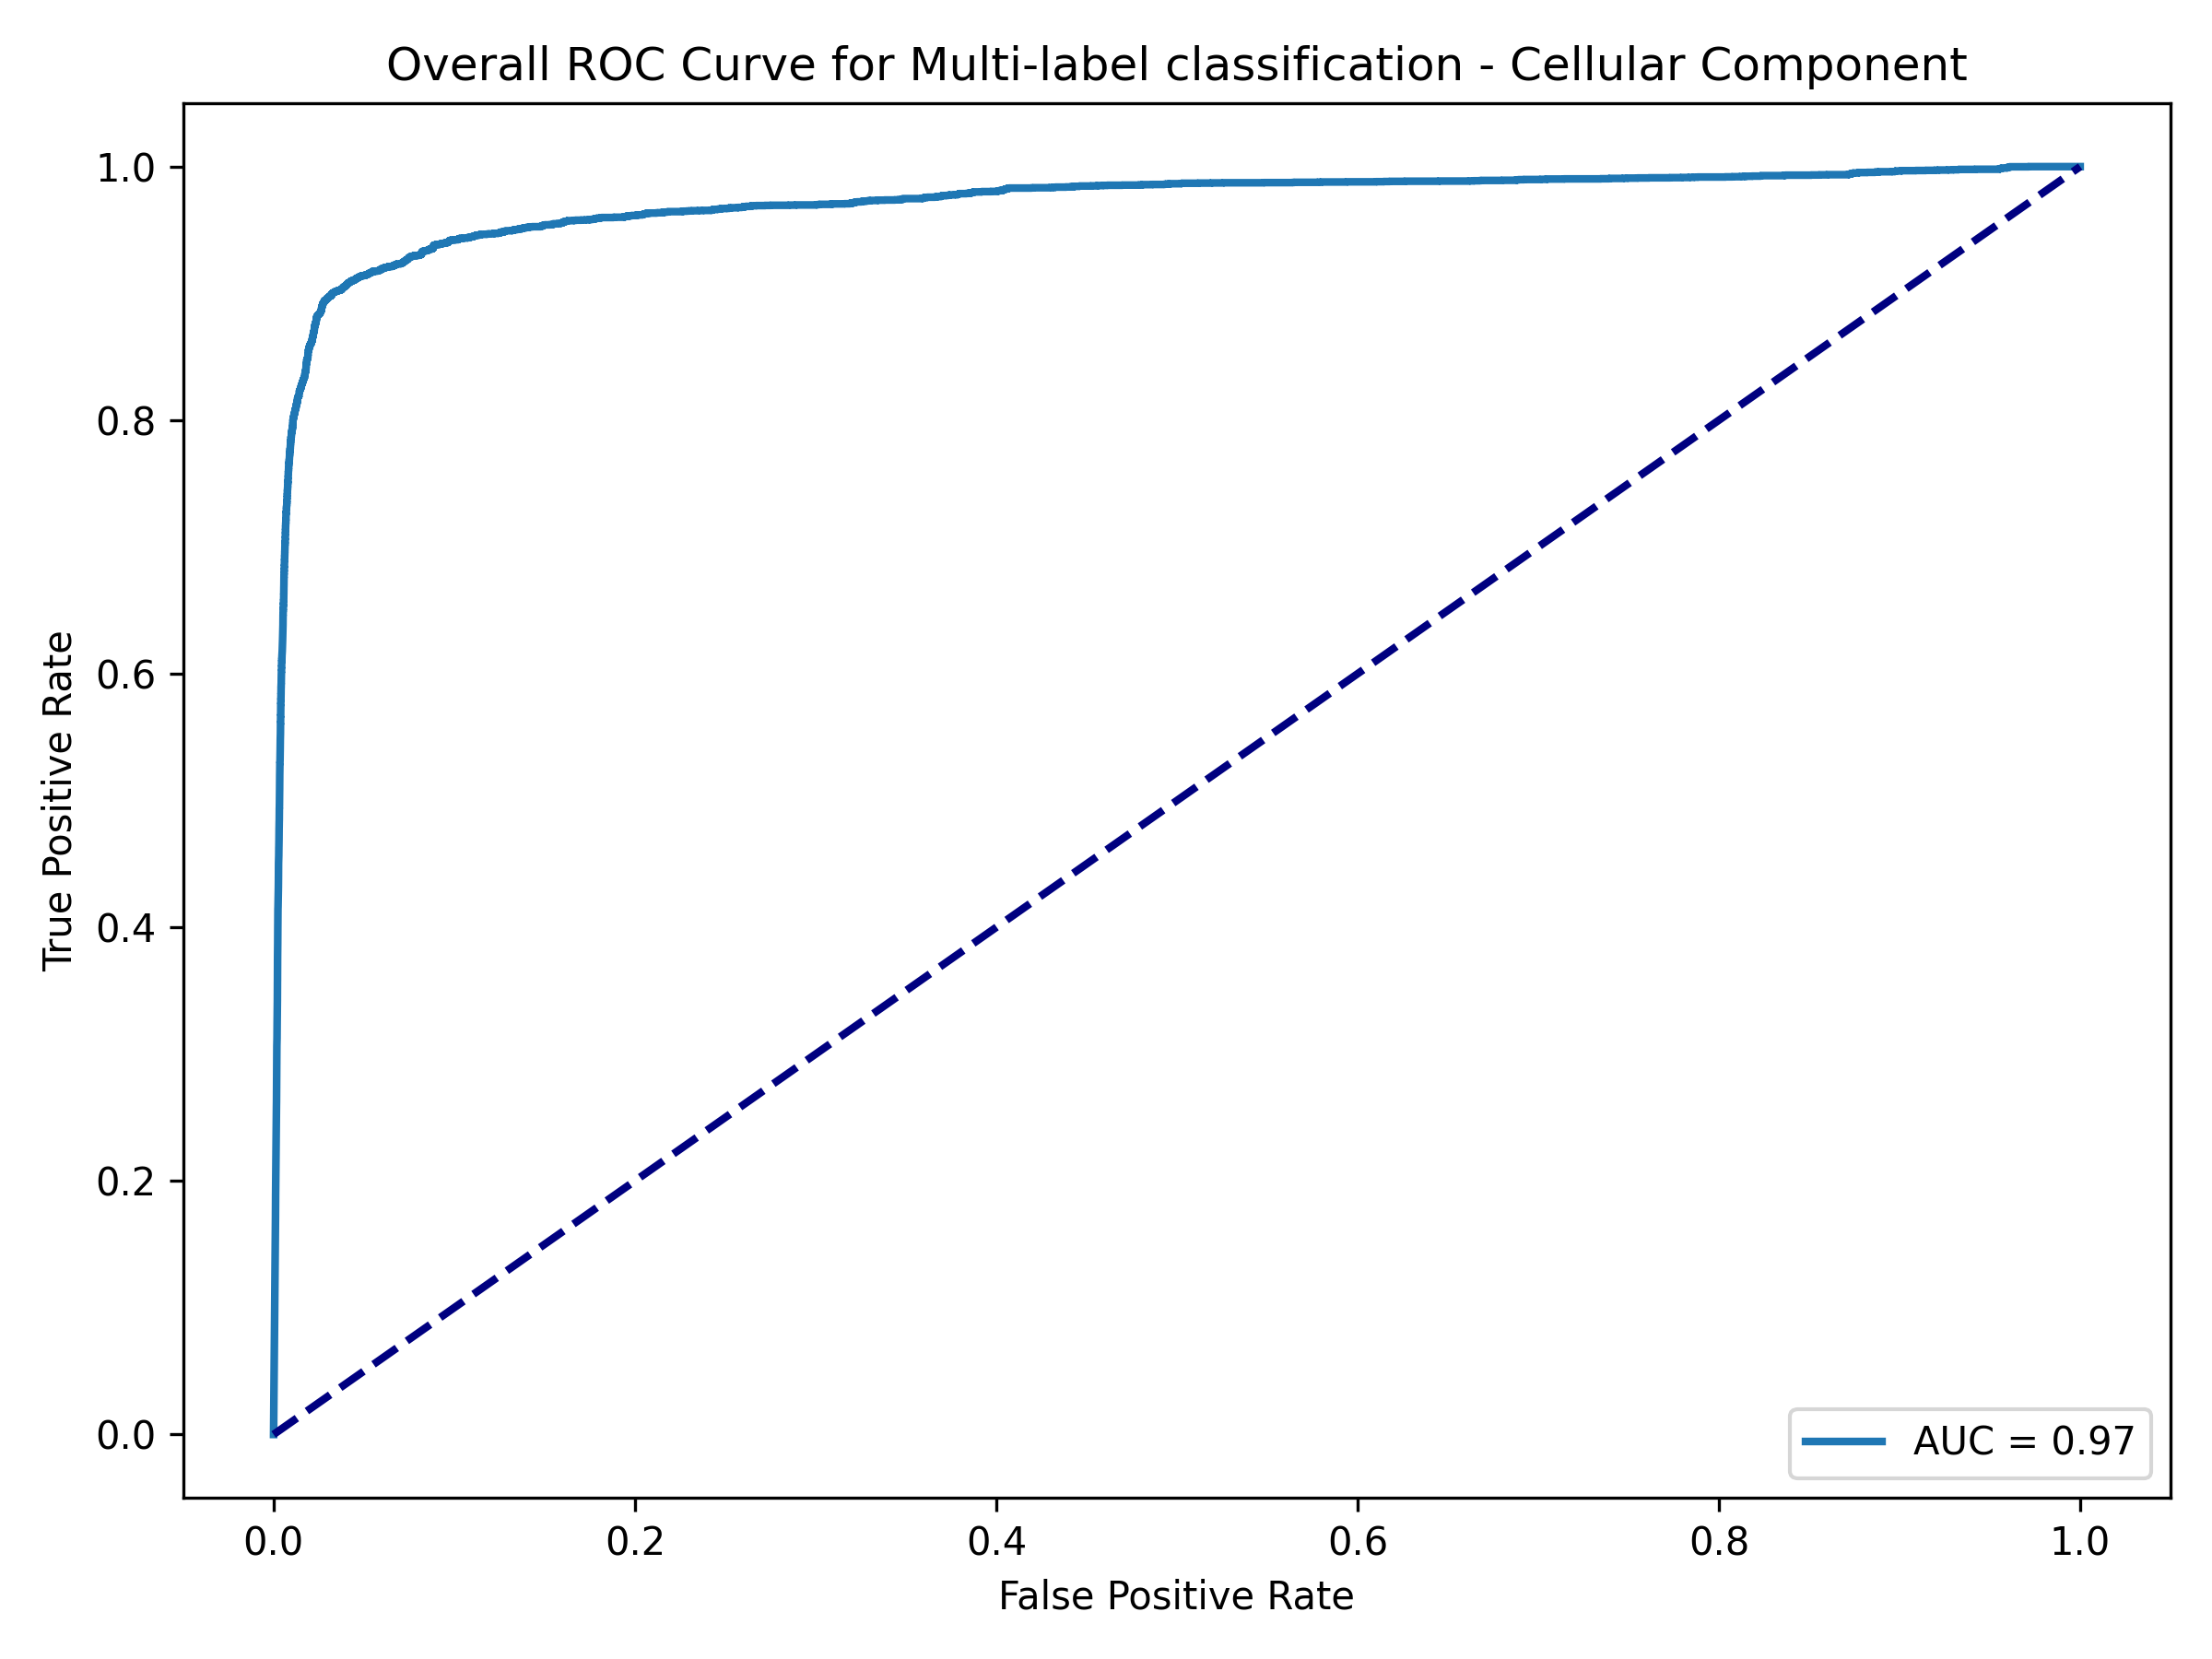 Overall ROC Curve for Multi-label classification - Cellular Component
1.0
0.8
0.6
0.4
0.2
0.0
True Positive Rate
AUC = 0.97
0.0 0.2 0.4 0.6 0.8 1.0
False Positive Rate